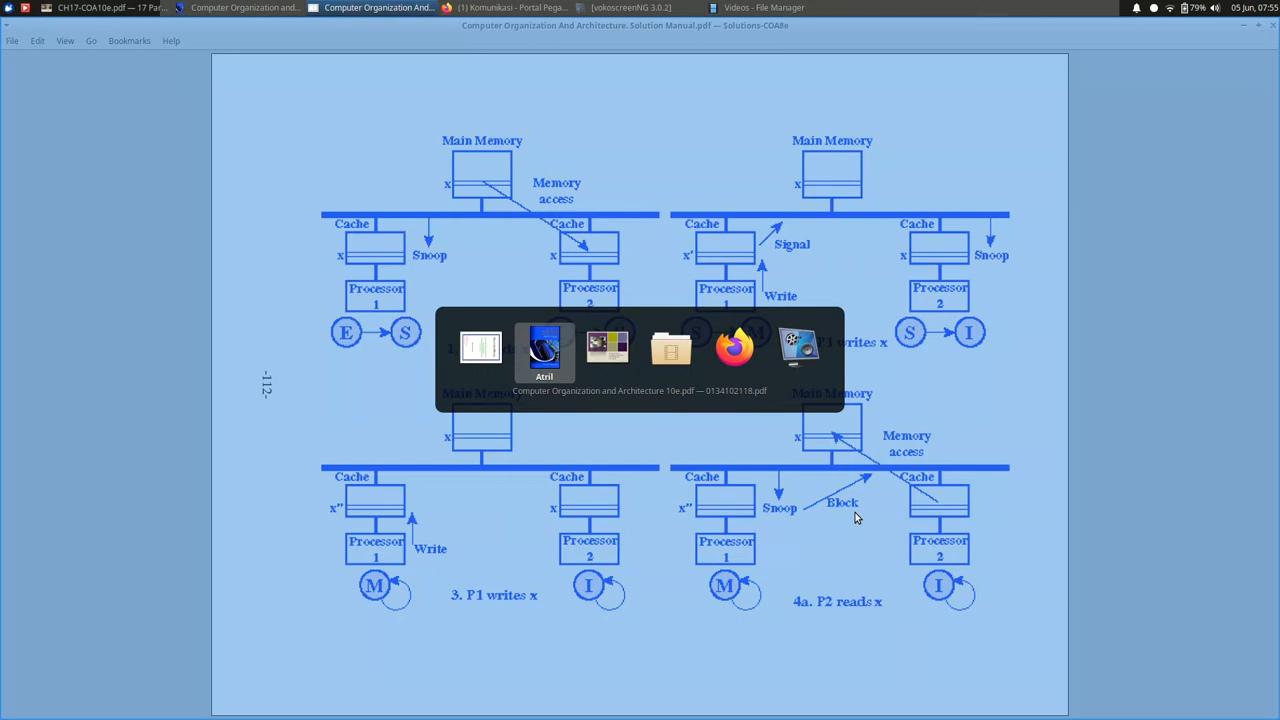 CH17-COA10e.pdf — 17 Par...
Computer Organization and...
Computer Organization And...
(1) Komunikasi - Portal Pega...
[vokoscreenNG 3.0.2]
Videos - File Manager
79%
05 Jun, 07:55
Computer Organization And Architecture. Solution Manual.pdf — Solutions-COA8e
File Edit View Go Bookmarks Help
Main Memory
x
Memory
access
Cache
x
Snoop
Cache
x
Processor
1
Processor
2
E
S
Main Memory
x
Cache
x'
Signal
Cache
x
Snoop
Write
Processor
1
Processor
2
P1 writes x
S
I
Atril
Computer Organization and Architecture 10e.pdf — 0134102118.pdf
-112-
Main Memory
x
Cache
x"
Cache
x
Write
Processor
1
Processor
2
M
3. P1 writes x
I
Main Memory
x
Memory
access
Cache
x"
Snoop
Block
Cache
Processor
1
Processor
2
M
4a. P2 reads x
I